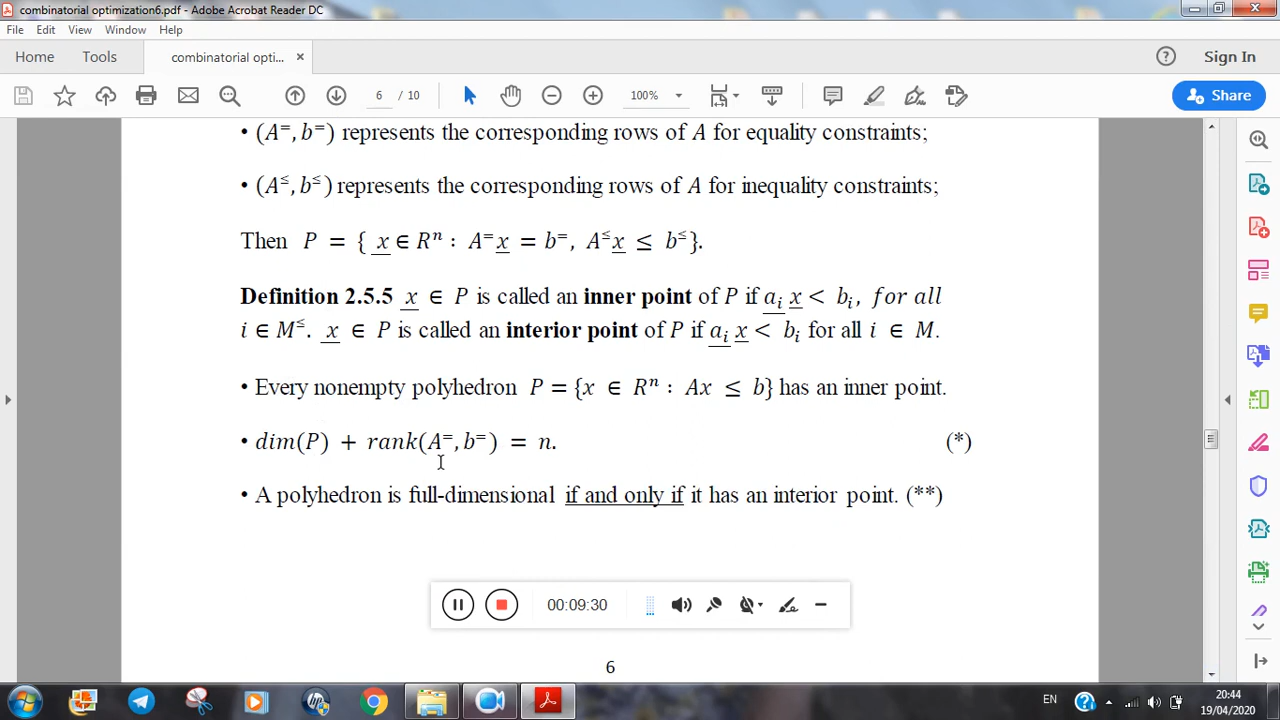 combinatorial optimization6.pdf - Adobe Acrobat Reader DC
File Edit View Window Help
Home Tools combinatorial opti... × ? Sign In
6 / 10 100% Share
• (A⁼, b⁼) represents the corresponding rows of A for equality constraints;
• (A≤, b≤) represents the corresponding rows of A for inequality constraints;
Then P = { x ∈ Rⁿ : A⁼x = b⁼, A≤x ≤ b≤}.
Definition 2.5.5 x ∈ P is called an inner point of P if aᵢ x < bᵢ, for all
i ∈ M≤. x ∈ P is called an interior point of P if aᵢ x < bᵢ for all i ∈ M.
• Every nonempty polyhedron P = {x ∈ Rⁿ : Ax ≤ b} has an inner point.
• dim(P) + rank(A⁼, b⁼) = n. (*)
• A polyhedron is full-dimensional if and only if it has an interior point. (**)
00:09:30
6
EN 20:44
19/04/2020